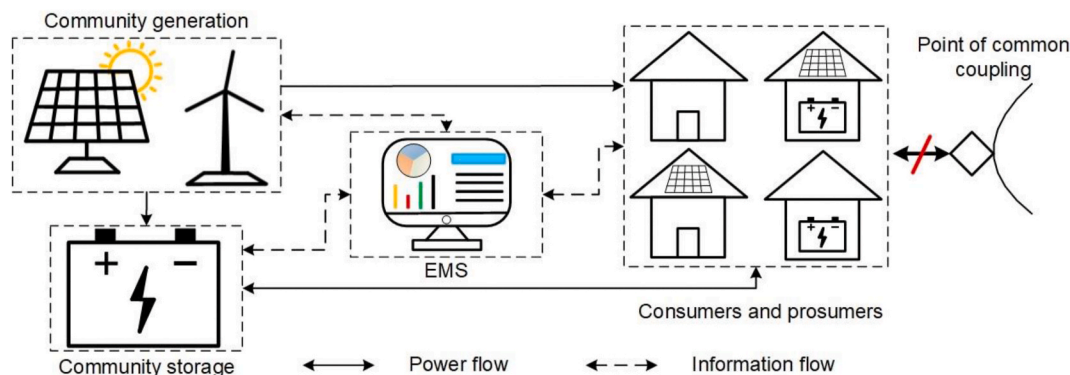 Community generation
Point of common
coupling
EMS
Consumers and prosumers
Community storage
Power flow
Information flow